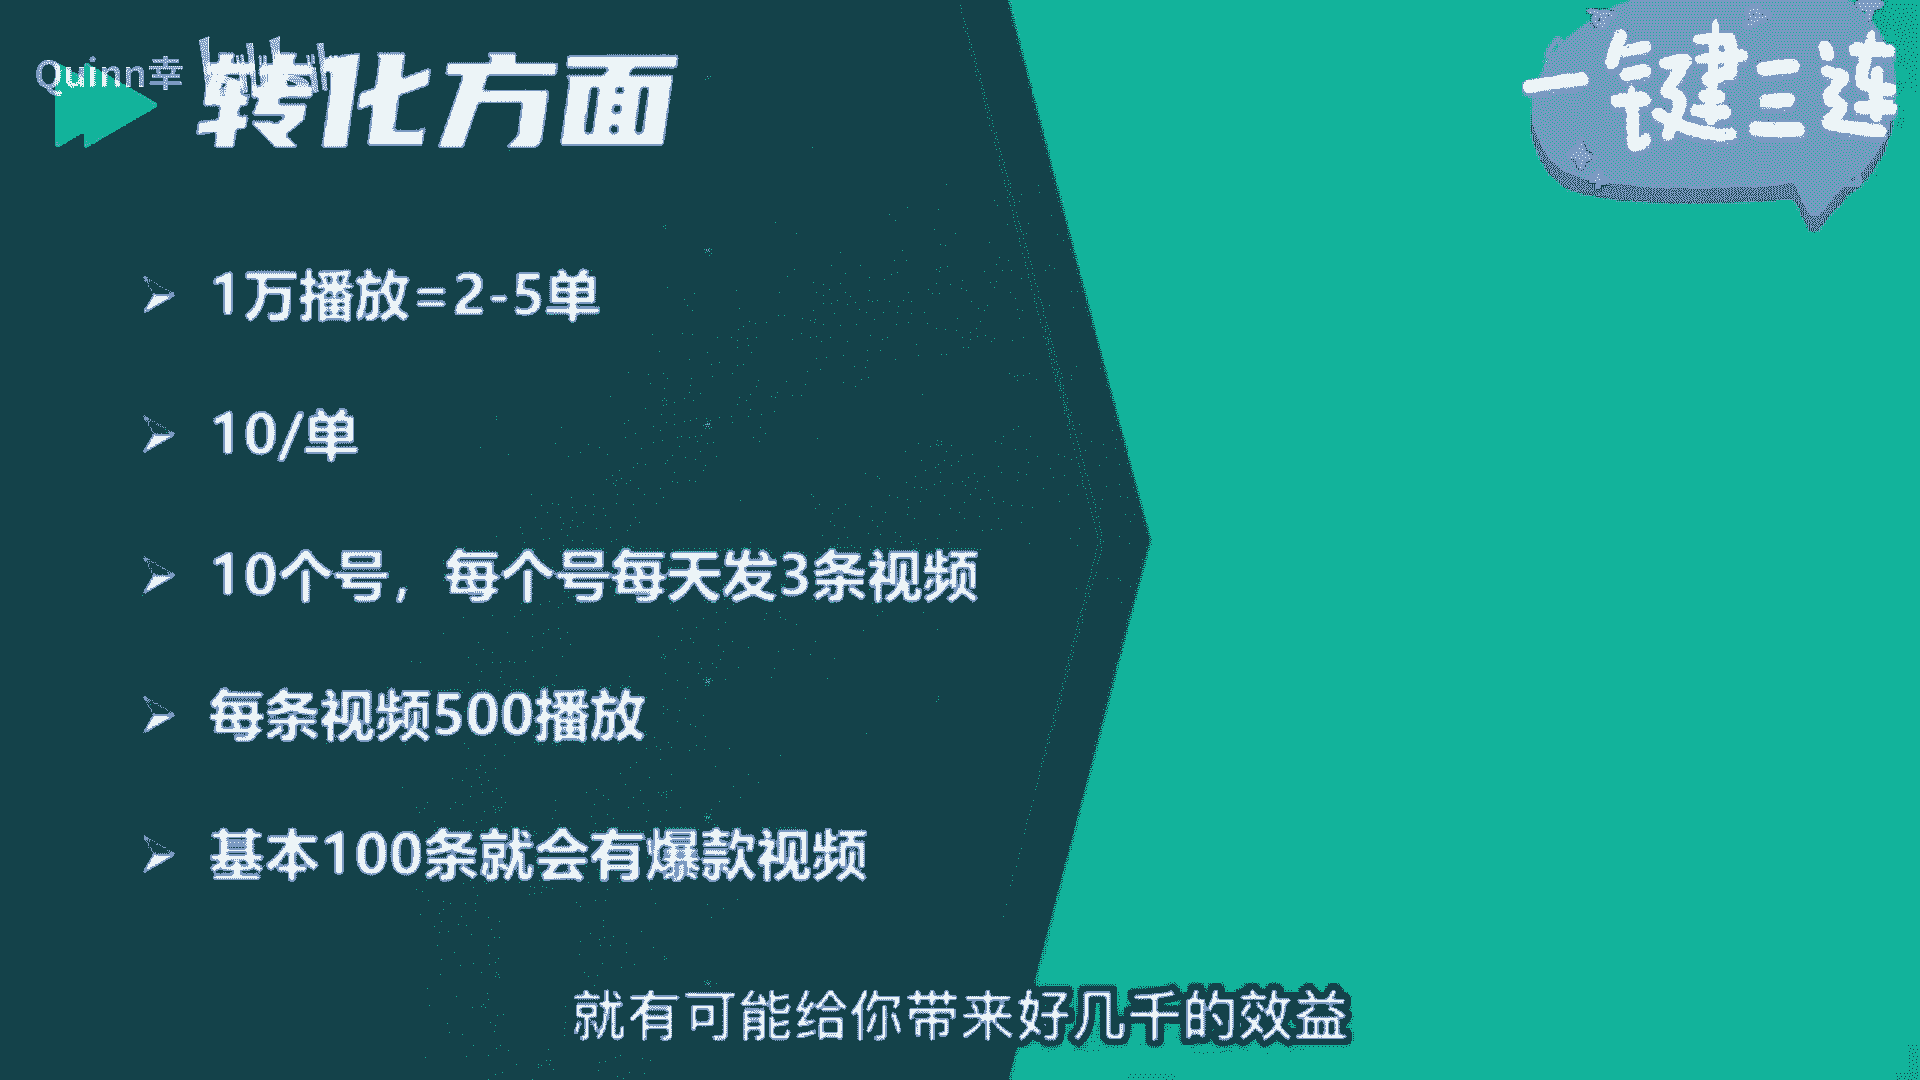 Quinn幸
转化方面
一键三连
1万播放=2-5单
10/单
10个号，每个号每天发3条视频
每条视频500播放
基本100条就会有爆款视频
就有可能给你带来好几千的效益